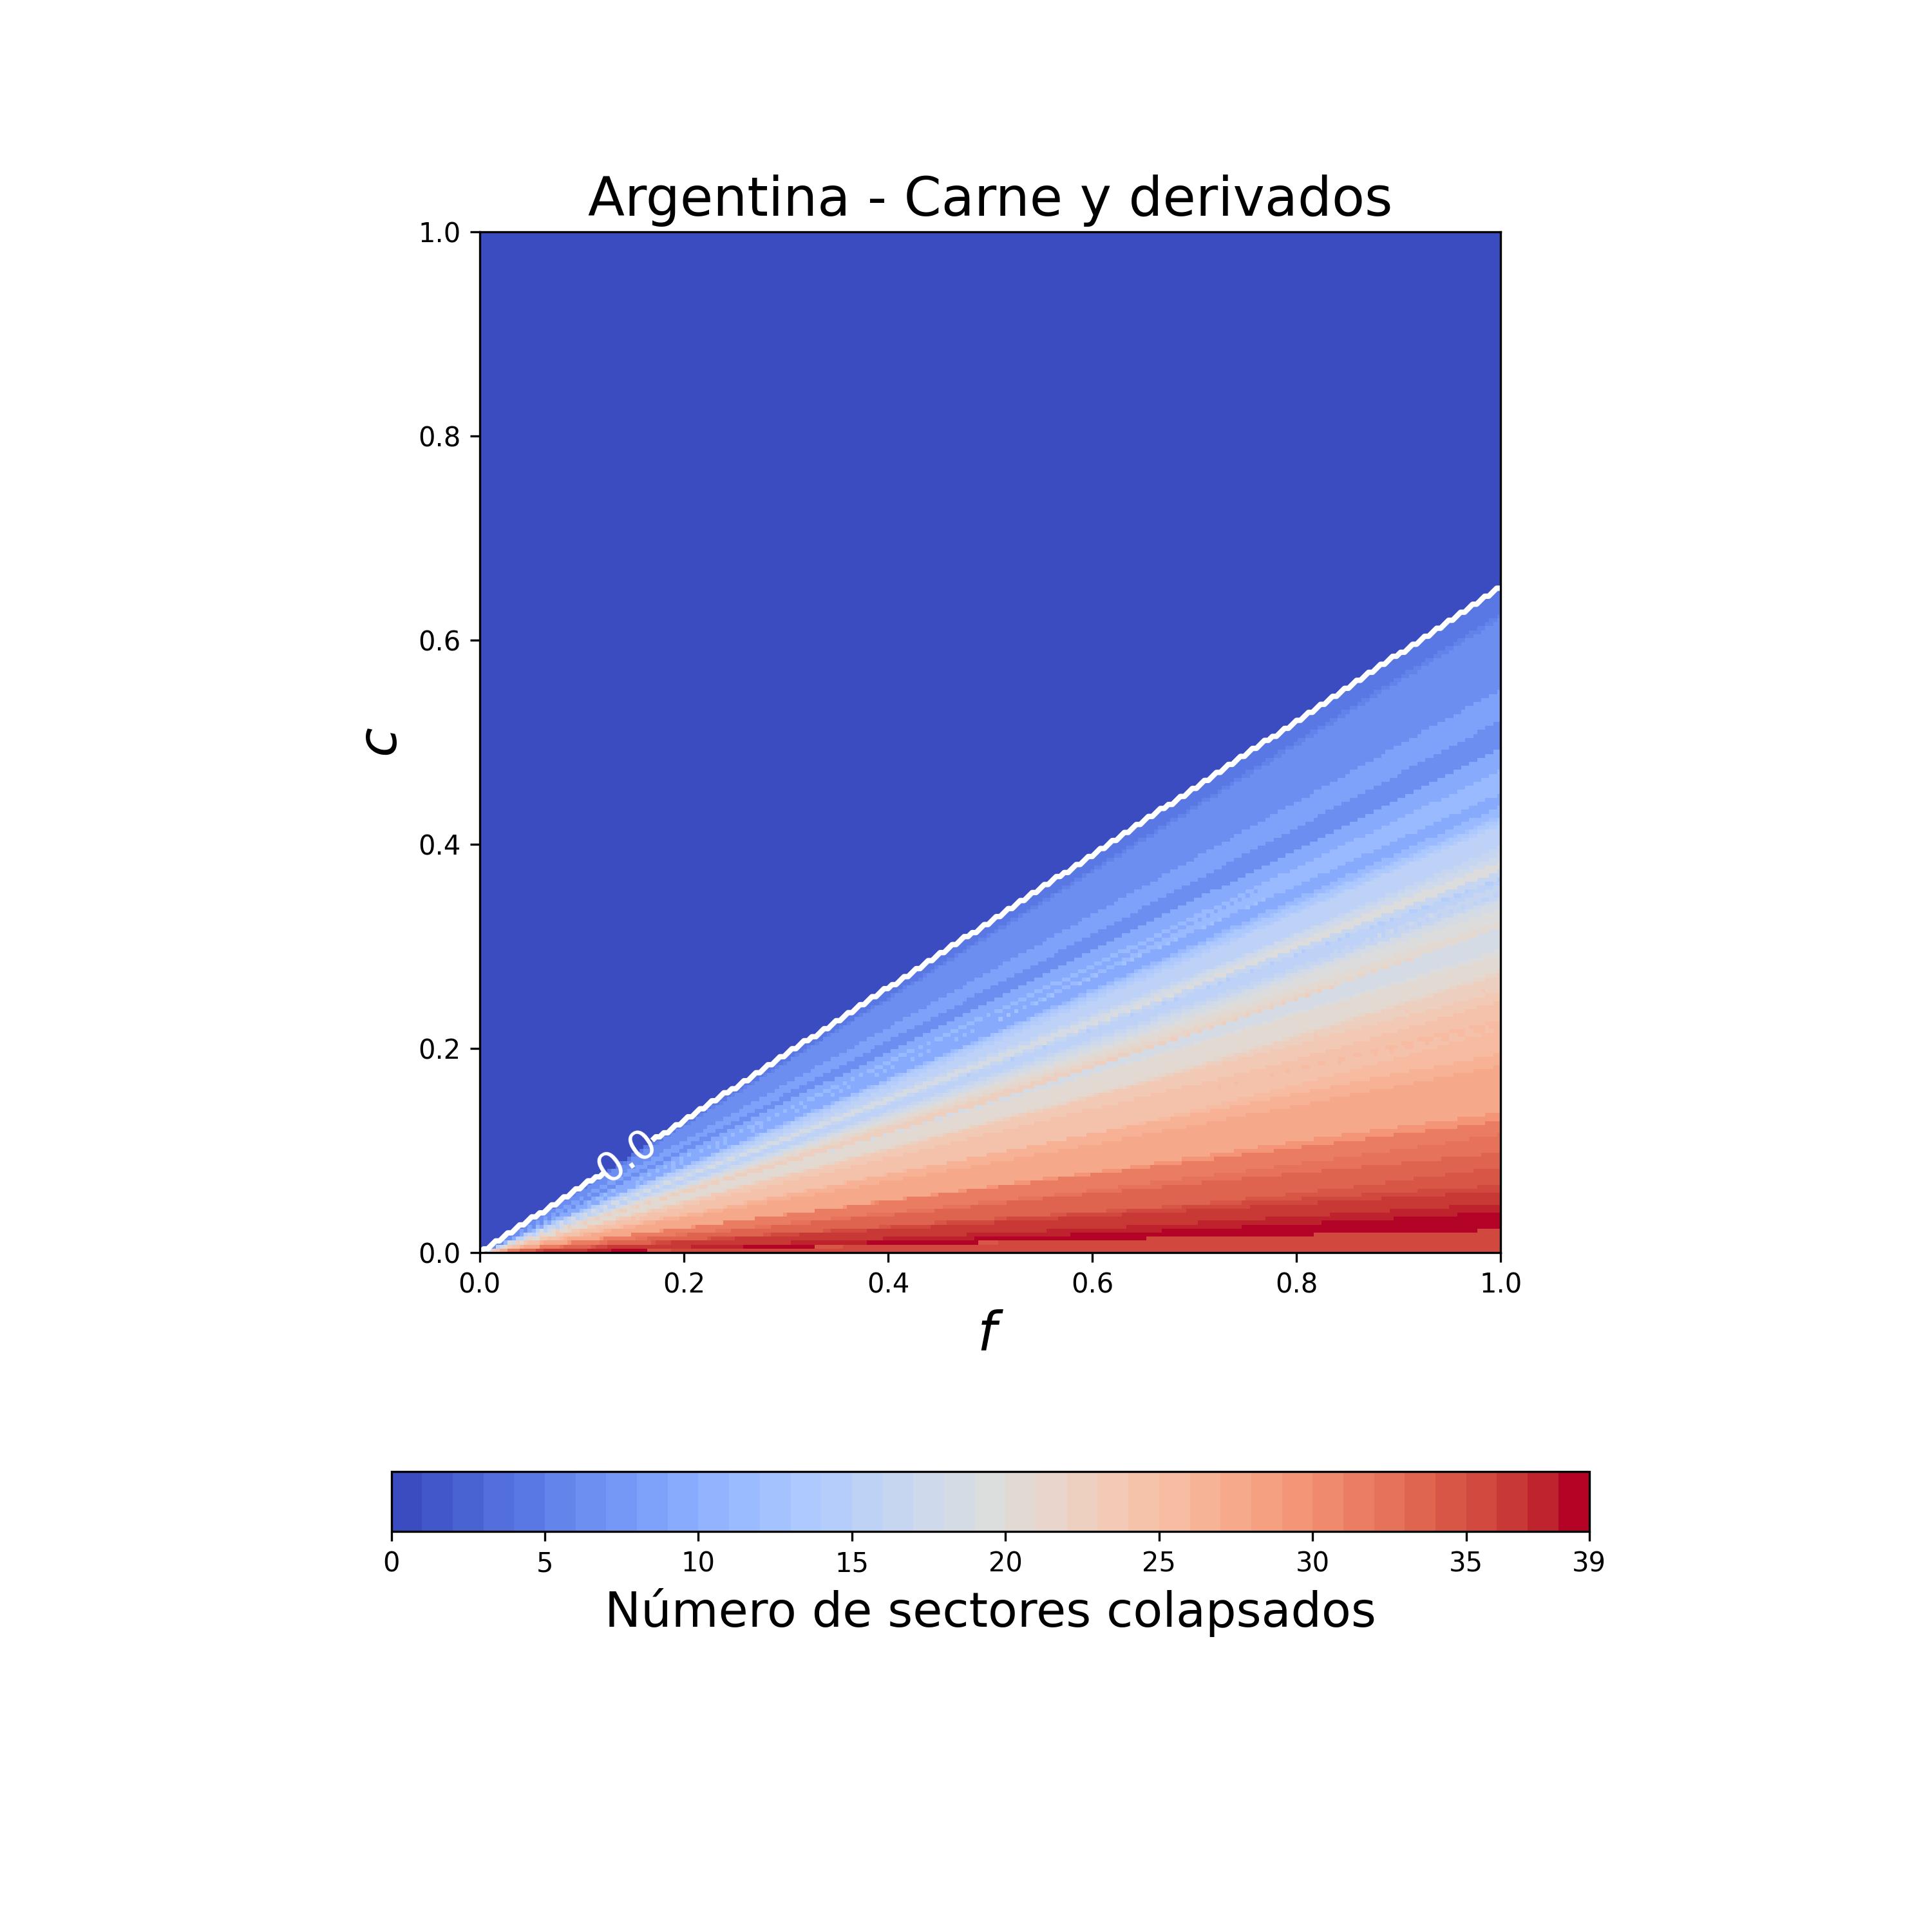 Argentina - Carne y derivados
1.0
0.8
0.6
0.4
0.2
0.0
c
0.0
0.0 0.2 0.4 0.6 0.8 1.0
f
0 5 10 15 20 25 30 35 39
Número de sectores colapsados